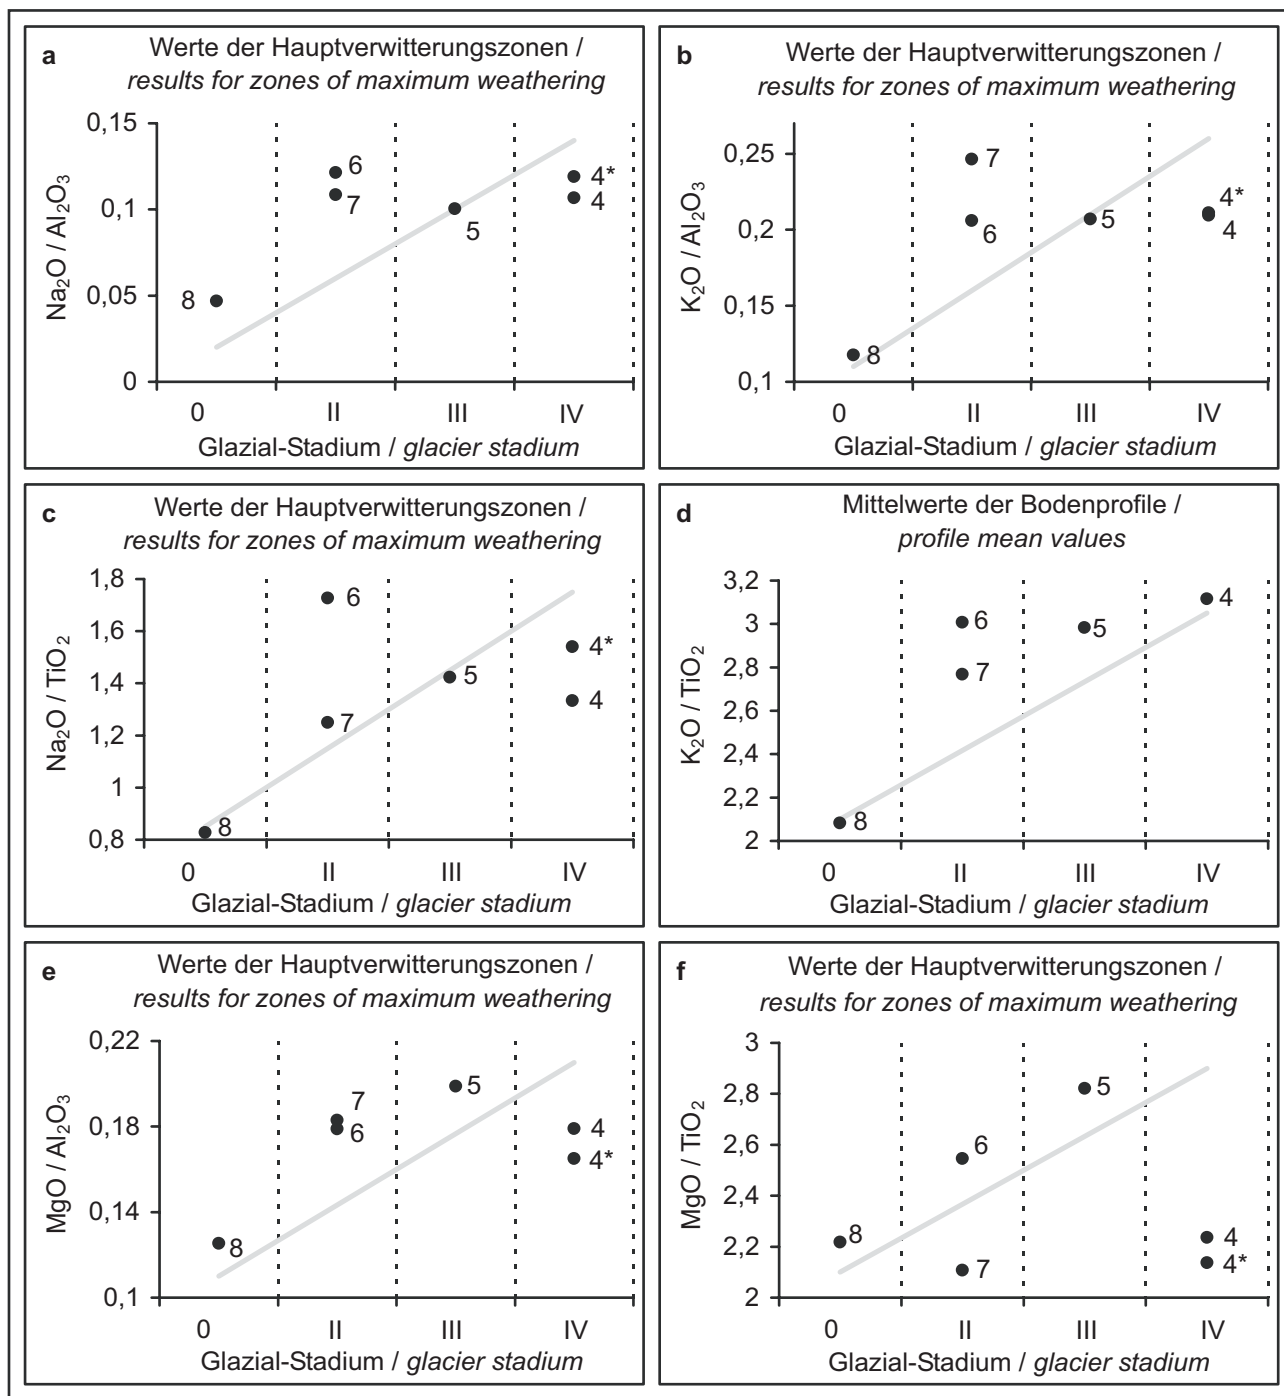 a
Werte der Hauptverwitterungszonen /
results for zones of maximum weathering
0,15
0,1
0,05
0
Na₂O / Al₂O₃
8
6
7
5
4*
4
0 II III IV
Glazial-Stadium / glacier stadium
b
Werte der Hauptverwitterungszonen /
results for zones of maximum weathering
0,25
0,2
0,15
0,1
K₂O / Al₂O₃
8
7
6
5
4*
4
0 II III IV
Glazial-Stadium / glacier stadium
c
Werte der Hauptverwitterungszonen /
results for zones of maximum weathering
1,8
1,6
1,4
1,2
1
0,8
Na₂O / TiO₂
8
6
7
5
4*
4
0 II III IV
Glazial-Stadium / glacier stadium
d
Mittelwerte der Bodenprofile /
profile mean values
3,2
3
2,8
2,6
2,4
2,2
2
K₂O / TiO₂
8
6
7
5
4
0 II III IV
Glazial-Stadium / glacier stadium
e
Werte der Hauptverwitterungszonen /
results for zones of maximum weathering
0,22
0,18
0,14
0,1
MgO / Al₂O₃
8
7
6
5
4
4*
0 II III IV
Glazial-Stadium / glacier stadium
f
Werte der Hauptverwitterungszonen /
results for zones of maximum weathering
3
2,8
2,6
2,4
2,2
2
MgO / TiO₂
8
6
7
5
4
4*
0 II III IV
Glazial-Stadium / glacier stadium